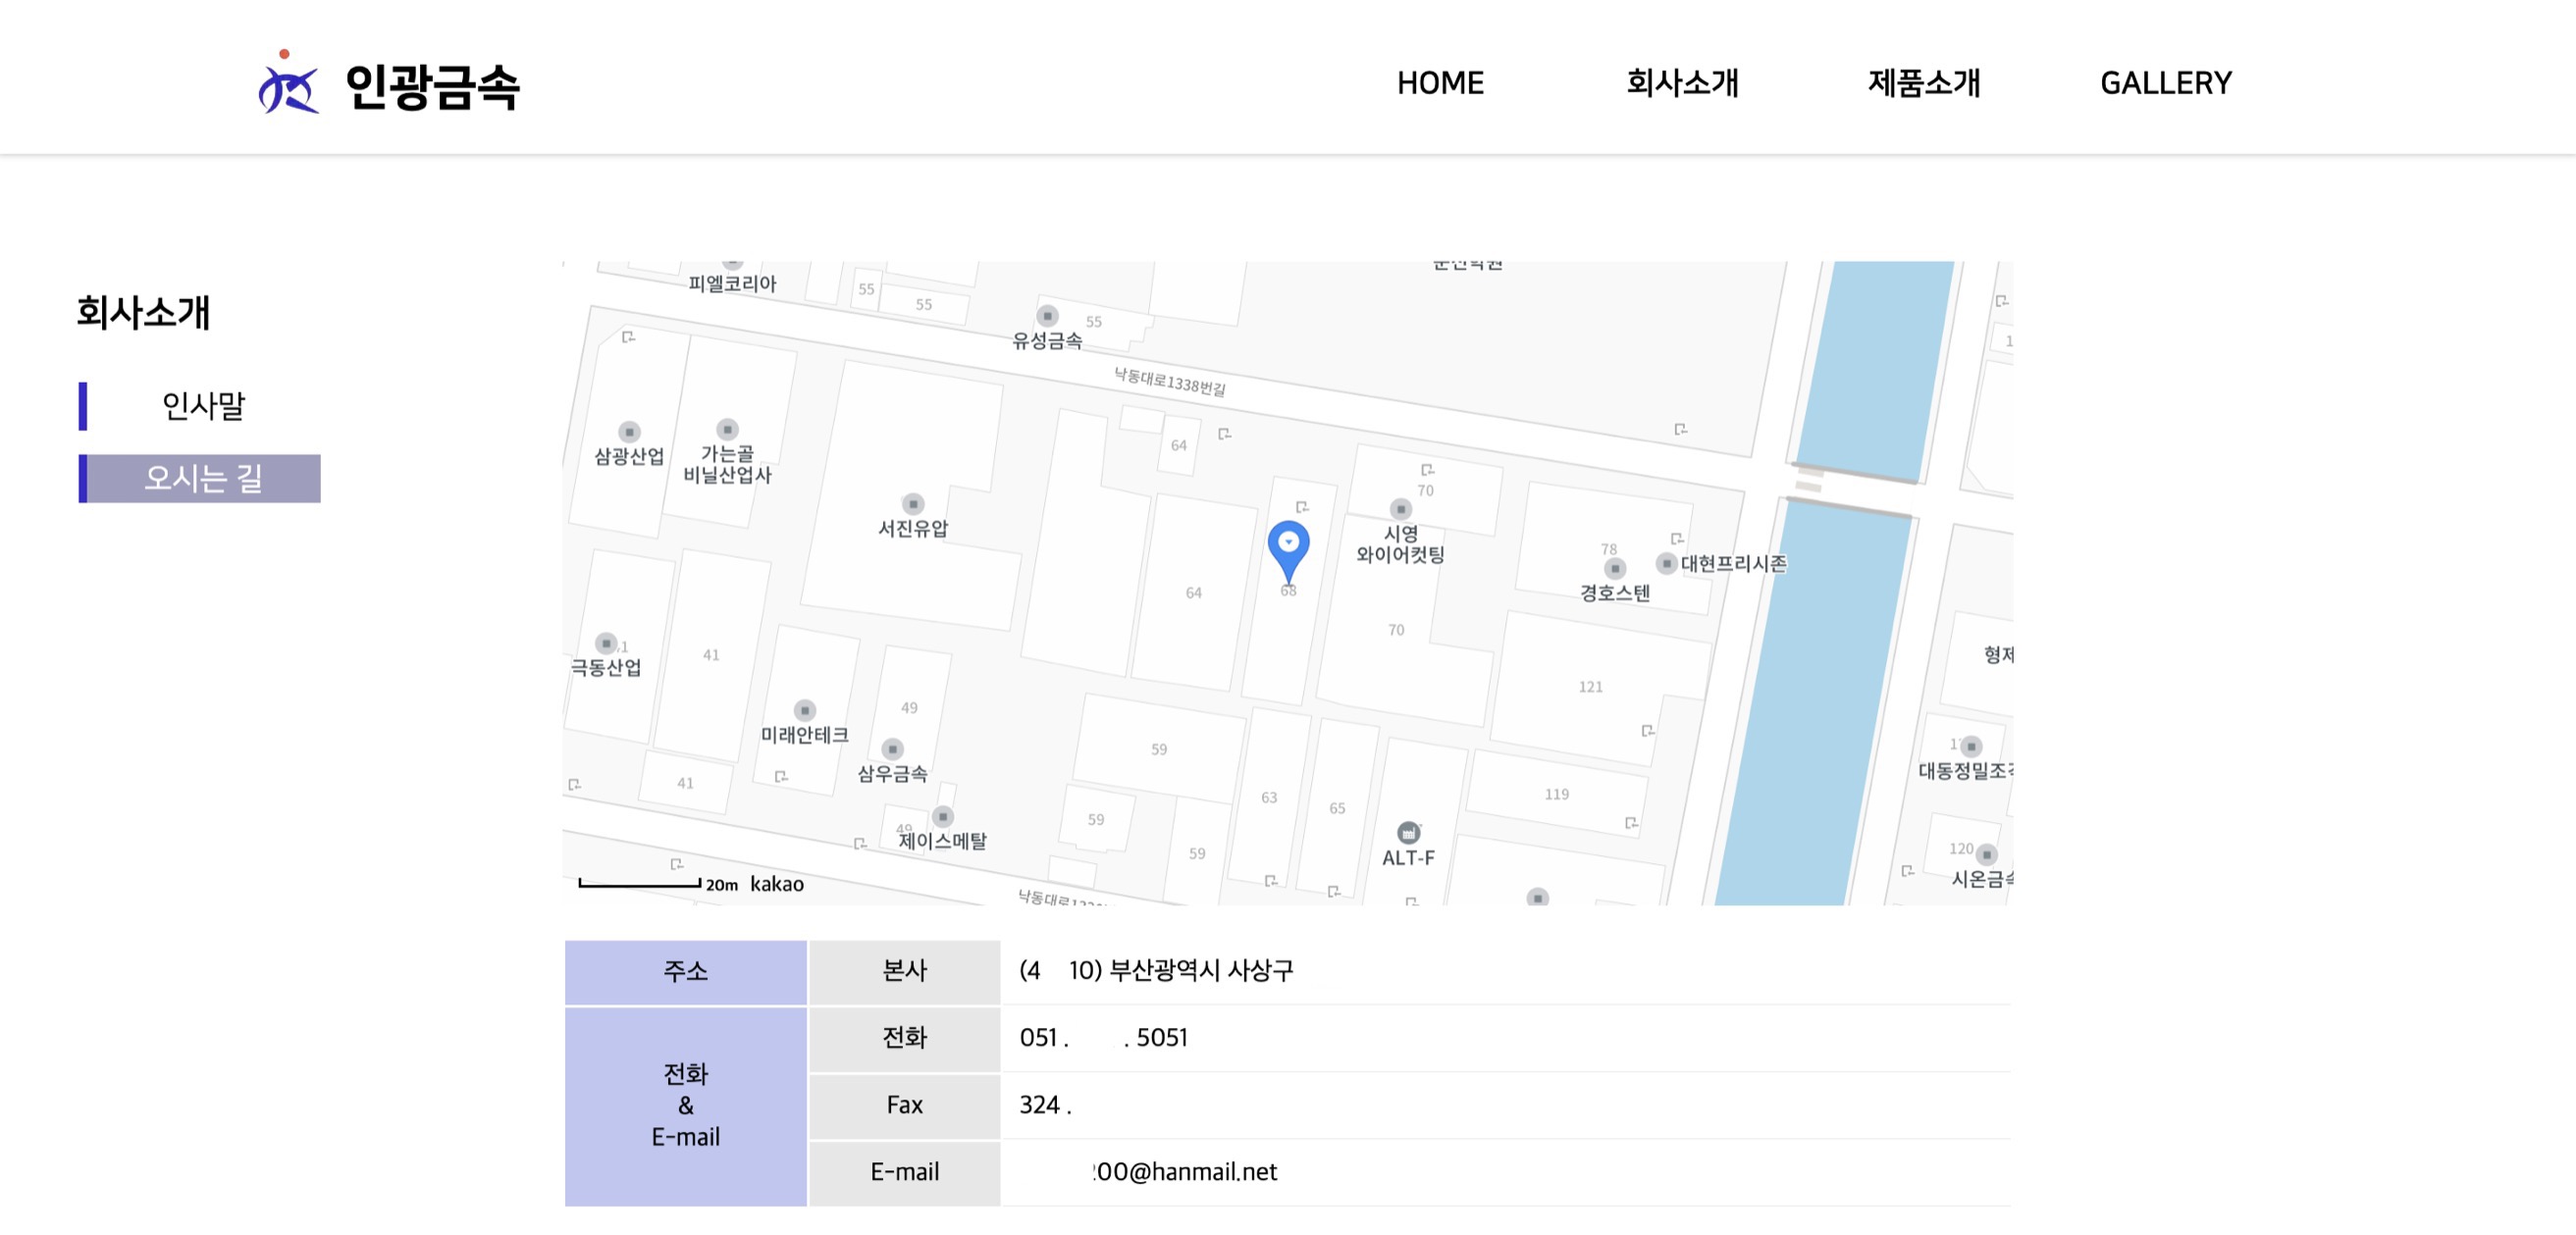 인광금속
HOME
회사소개
제품소개
GALLERY
회사소개
인사말
오시는 길
피엘코리아
55
55
유성금속
55
낙동대로1338번길
삼광산업
가는골
비닐산업사
서진유압
64
64
68
70
시영
와이어컷팅
70
78
경호스텐
대현프리시존
극동산업
41
41
미래안테크
49
삼우금속
49
제이스메탈
59
59
59
63
65
ALT-F
121
119
형제
대동정밀조각
120
시온금속
20m kakao
주소
본사
(4 10) 부산광역시 사상구
전화
&
E-mail
전화
051 . . 5051
Fax
324 .
E-mail
00@hanmail.net